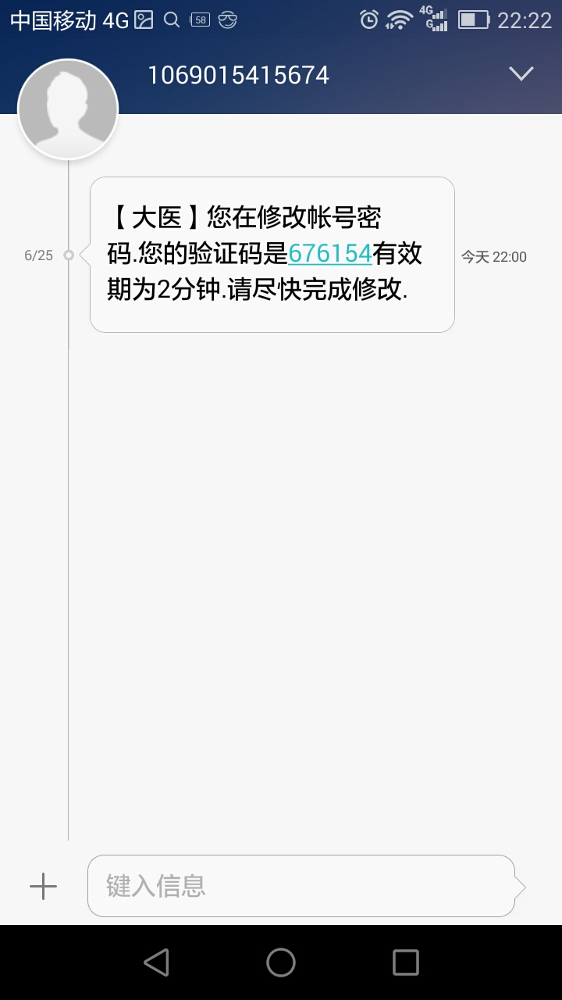 中国移动 4G 58 4G G 22:22
1069015415674
【大医】您在修改帐号密
码.您的验证码是676154有效
期为2分钟.请尽快完成修改.
6/25
今天 22:00
键入信息